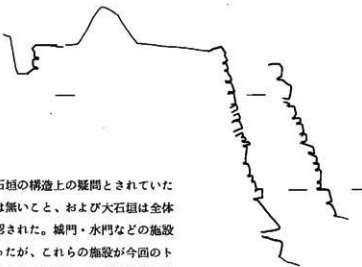 石垣の構造上の疑問とされていた
は無いこと、および大石垣は全体
認された。城門・水門などの施設
ったが、これらの施設が今回のト